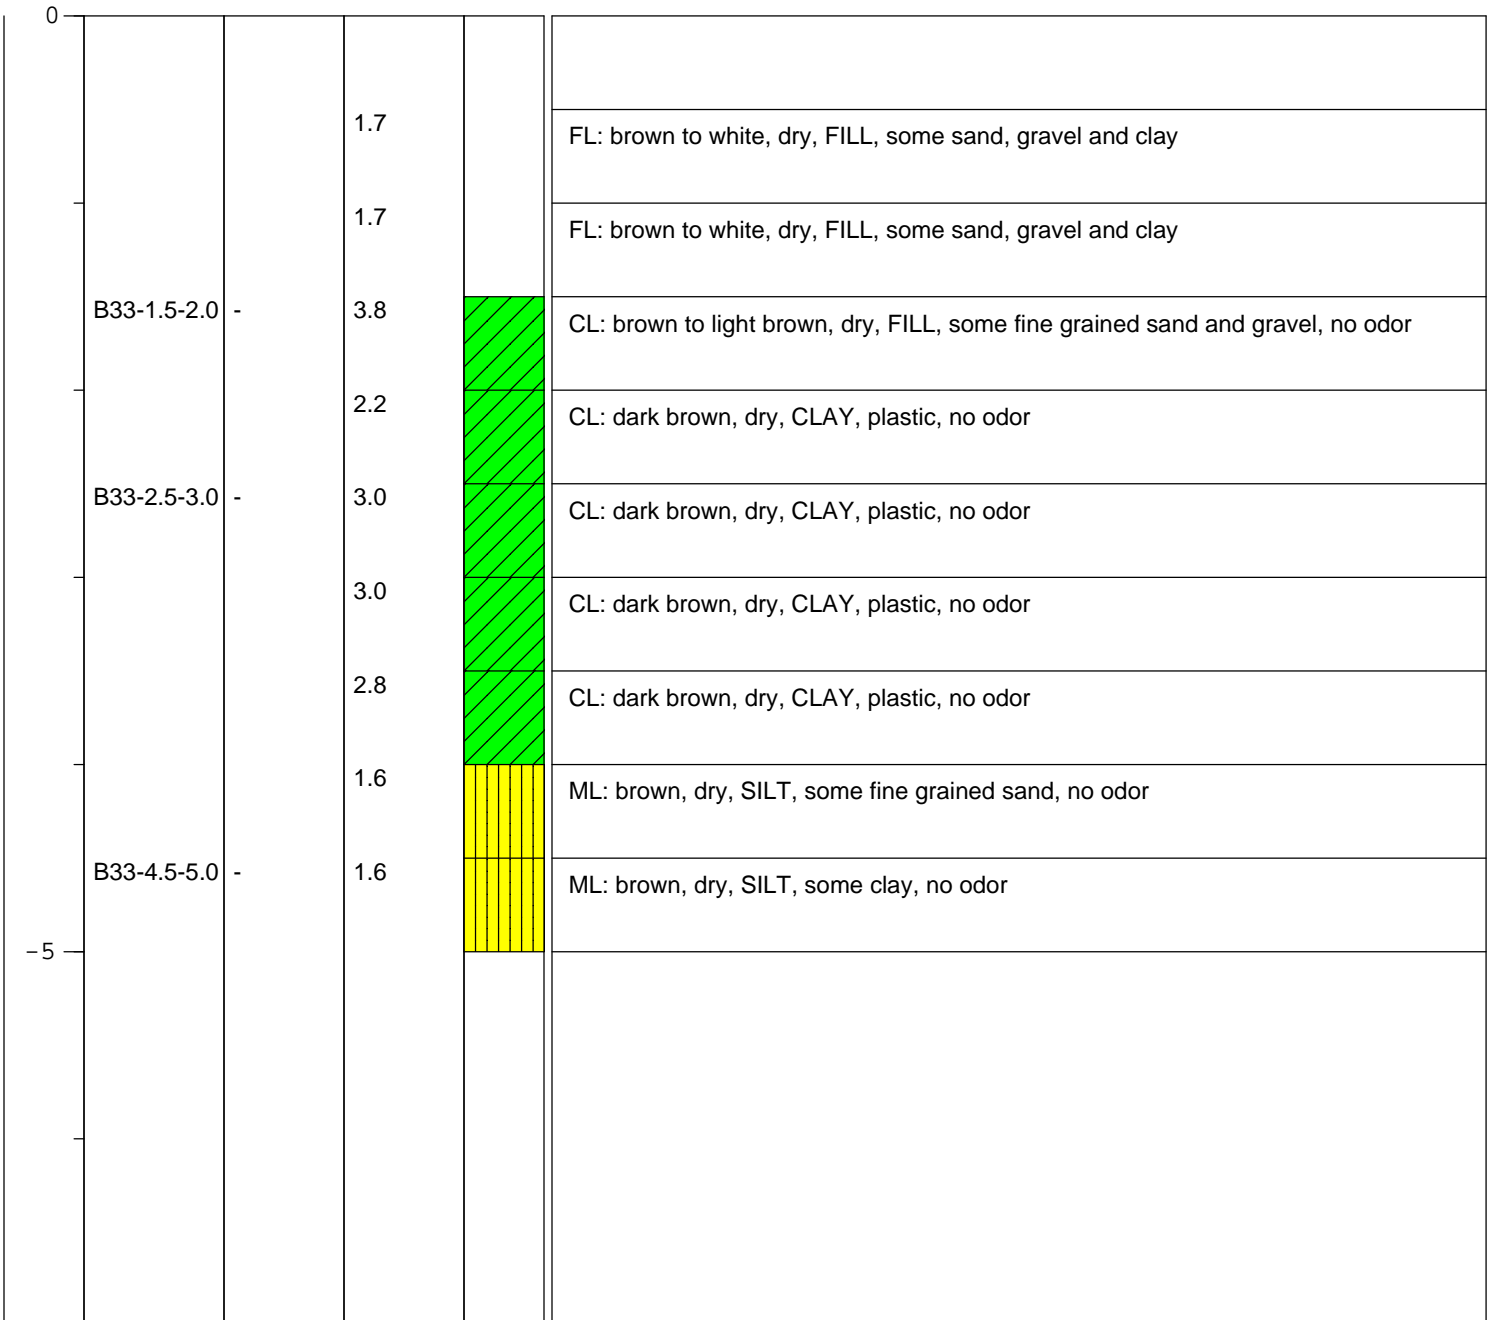 0
1.7 FL: brown to white, dry, FILL, some sand, gravel and clay
1.7 FL: brown to white, dry, FILL, some sand, gravel and clay
B33-1.5-2.0 - 3.8 CL: brown to light brown, dry, FILL, some fine grained sand and gravel, no odor
2.2 CL: dark brown, dry, CLAY, plastic, no odor
B33-2.5-3.0 - 3.0 CL: dark brown, dry, CLAY, plastic, no odor
3.0 CL: dark brown, dry, CLAY, plastic, no odor
2.8 CL: dark brown, dry, CLAY, plastic, no odor
1.6 ML: brown, dry, SILT, some fine grained sand, no odor
B33-4.5-5.0 - 1.6 ML: brown, dry, SILT, some clay, no odor
-5